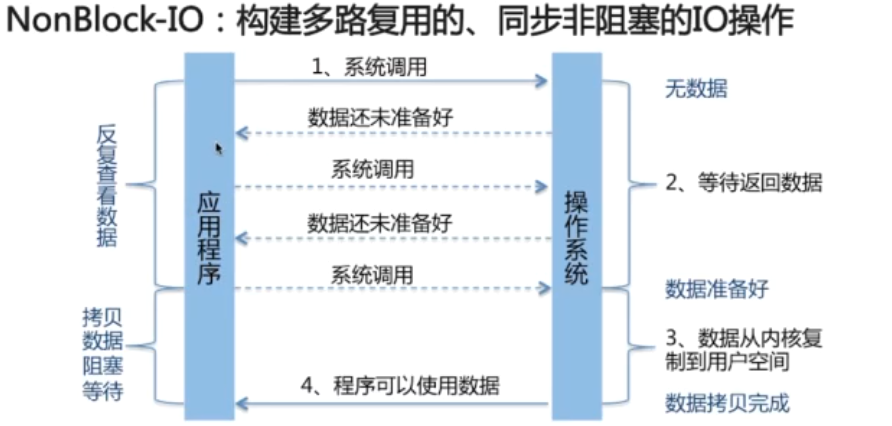 NonBlock-IO：构建多路复用的、同步非阻塞的IO操作
1、系统调用
无数据
数据还未准备好
反复查看数据
系统调用
2、等待返回数据
应用程序
操作系统
数据还未准备好
系统调用
数据准备好
拷贝
数据
阻塞
等待
3、数据从内核复
制到用户空间
4、程序可以使用数据
数据拷贝完成